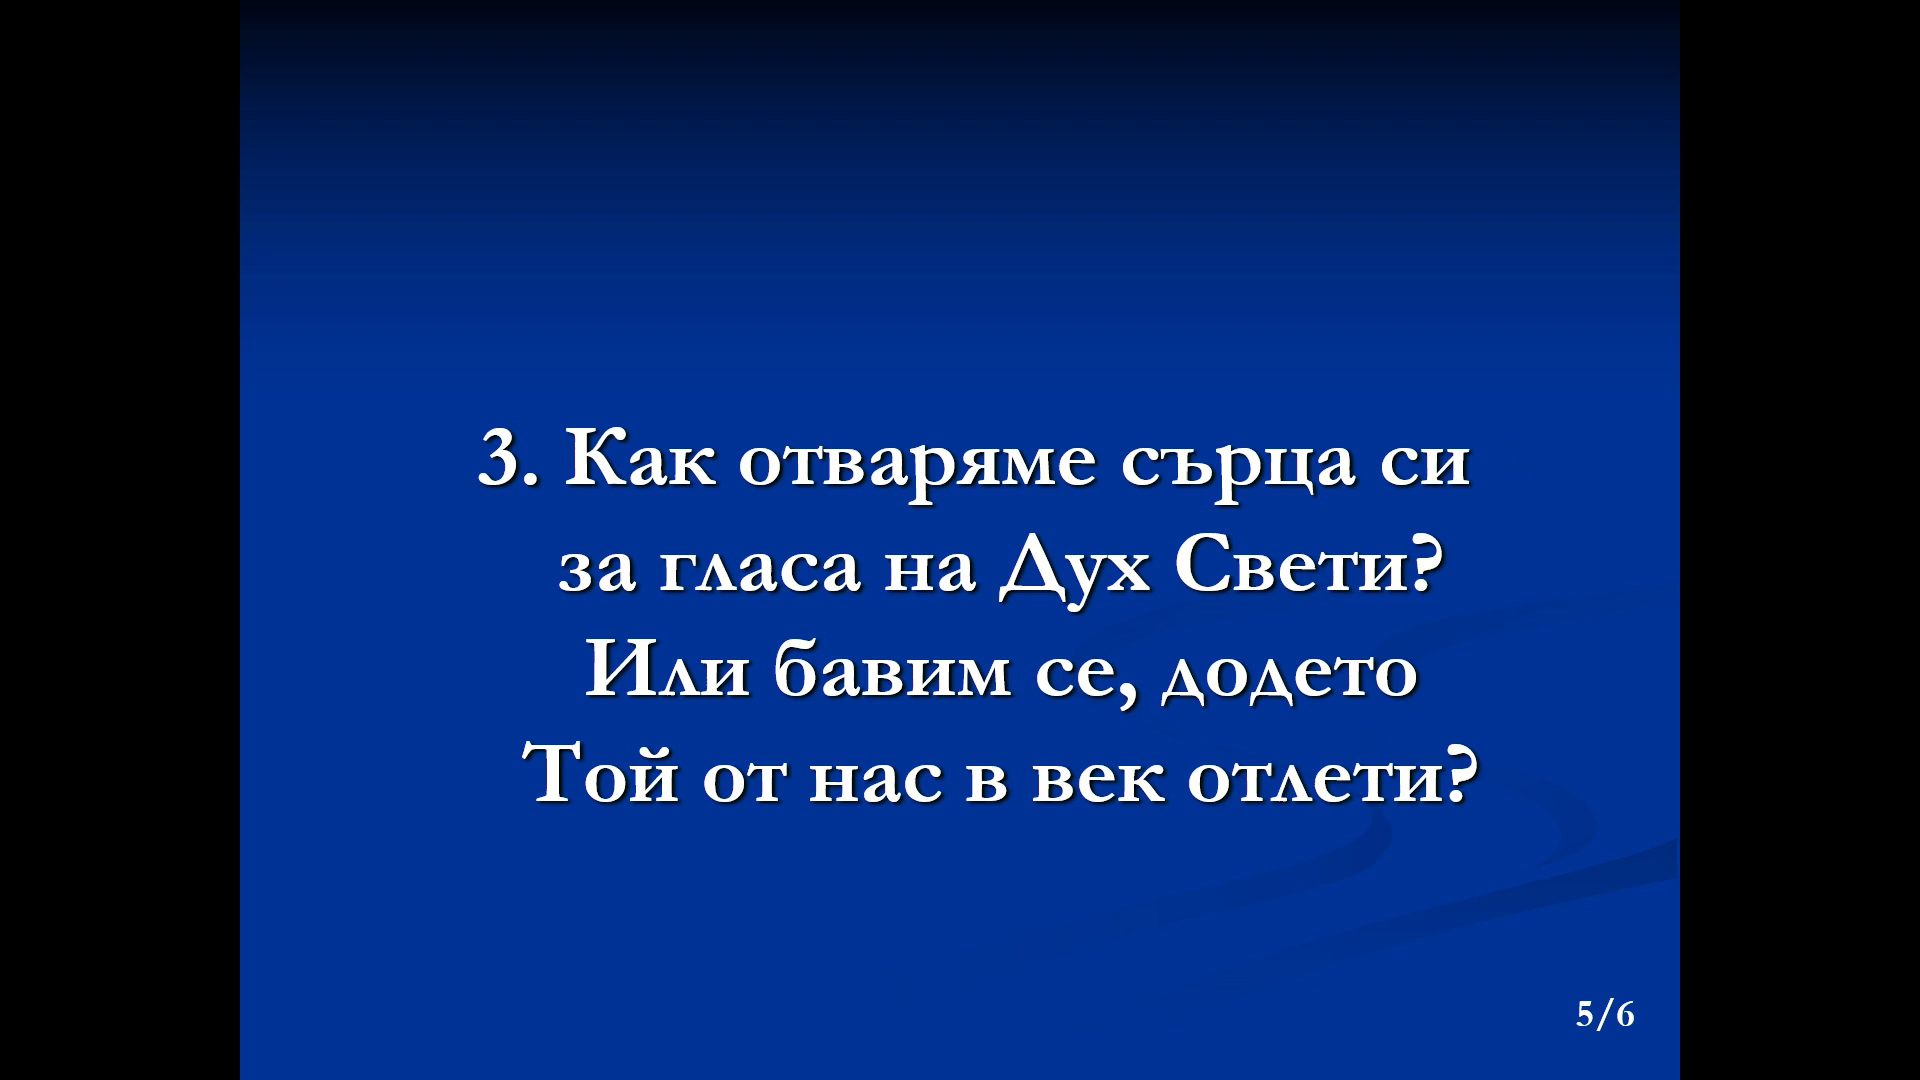 3. Как отваряме сърца си
за гласа на Дух Свети?
Или бавим се, додето
Той от нас в век отлети?
5/6